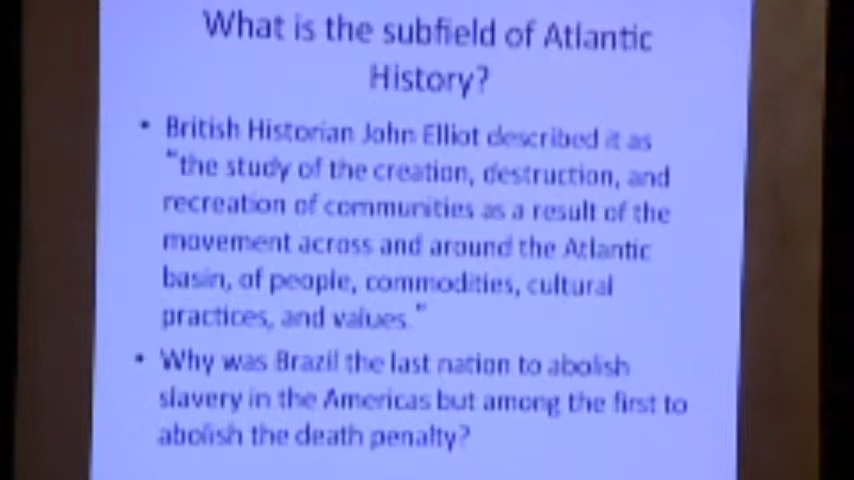 What is the subfield of Atlantic
History?
• British Historian John Elliot described it as
"the study of the creation, destruction, and
recreation of communities as a result of the
movement across and around the Atlantic
basin, of people, commodities, cultural
practices, and values."
• Why was Brazil the last nation to abolish
slavery in the Americas but among the first to
abolish the death penalty?